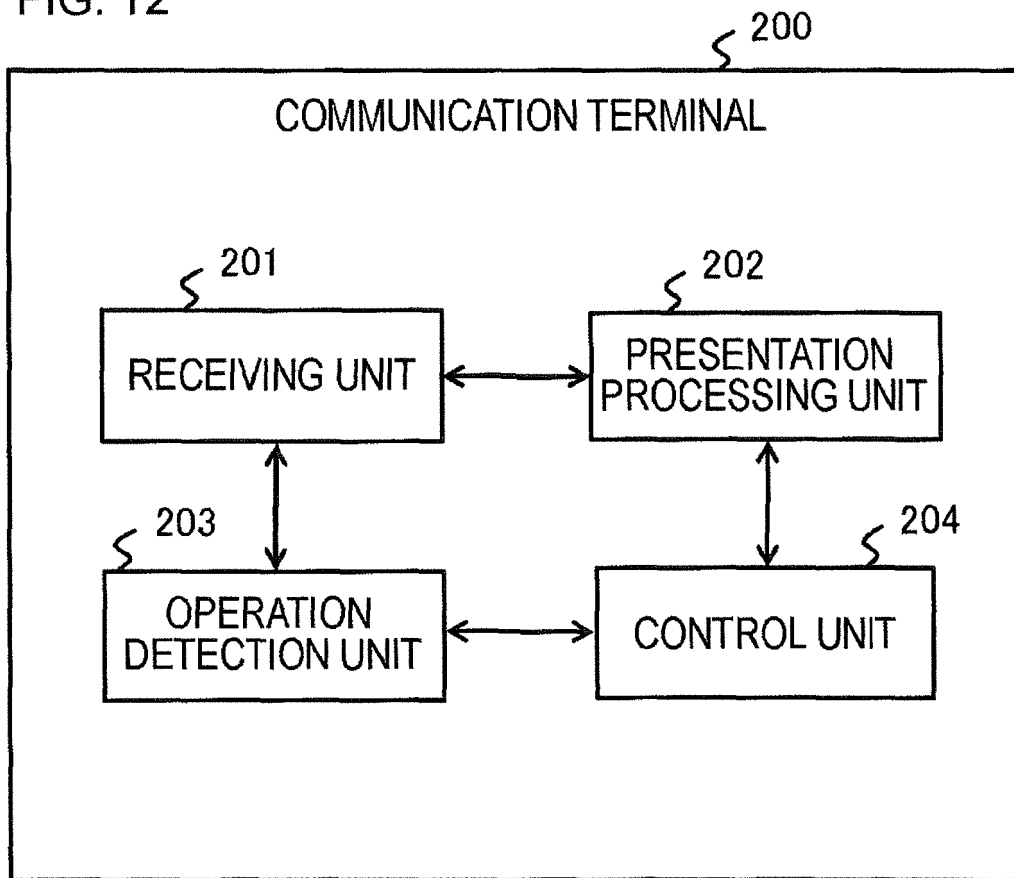 FIG. 12
200
COMMUNICATION TERMINAL
201
202
RECEIVING UNIT
PRESENTATION
PROCESSING UNIT
203
204
OPERATION
DETECTION UNIT
CONTROL UNIT